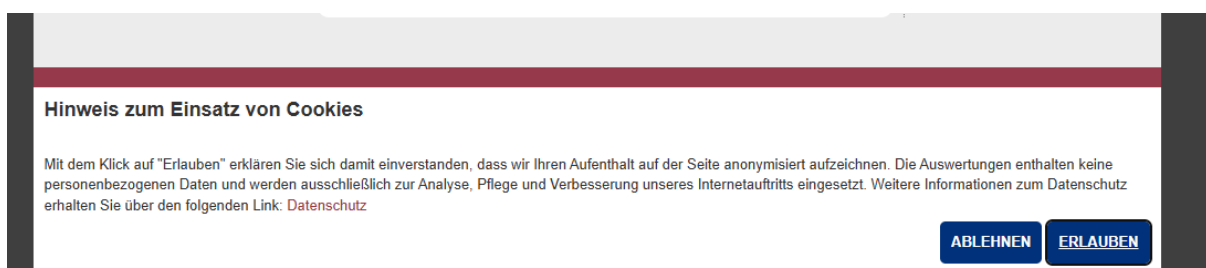 Hinweis zum Einsatz von Cookies
Mit dem Klick auf "Erlauben" erklären Sie sich damit einverstanden, dass wir Ihren Aufenthalt auf der Seite anonymisiert aufzeichnen. Die Auswertungen enthalten keine
personenbezogenen Daten und werden ausschließlich zur Analyse, Pflege und Verbesserung unseres Internetauftritts eingesetzt. Weitere Informationen zum Datenschutz
erhalten Sie über den folgenden Link: Datenschutz
ABLEHNEN ERLAUBEN